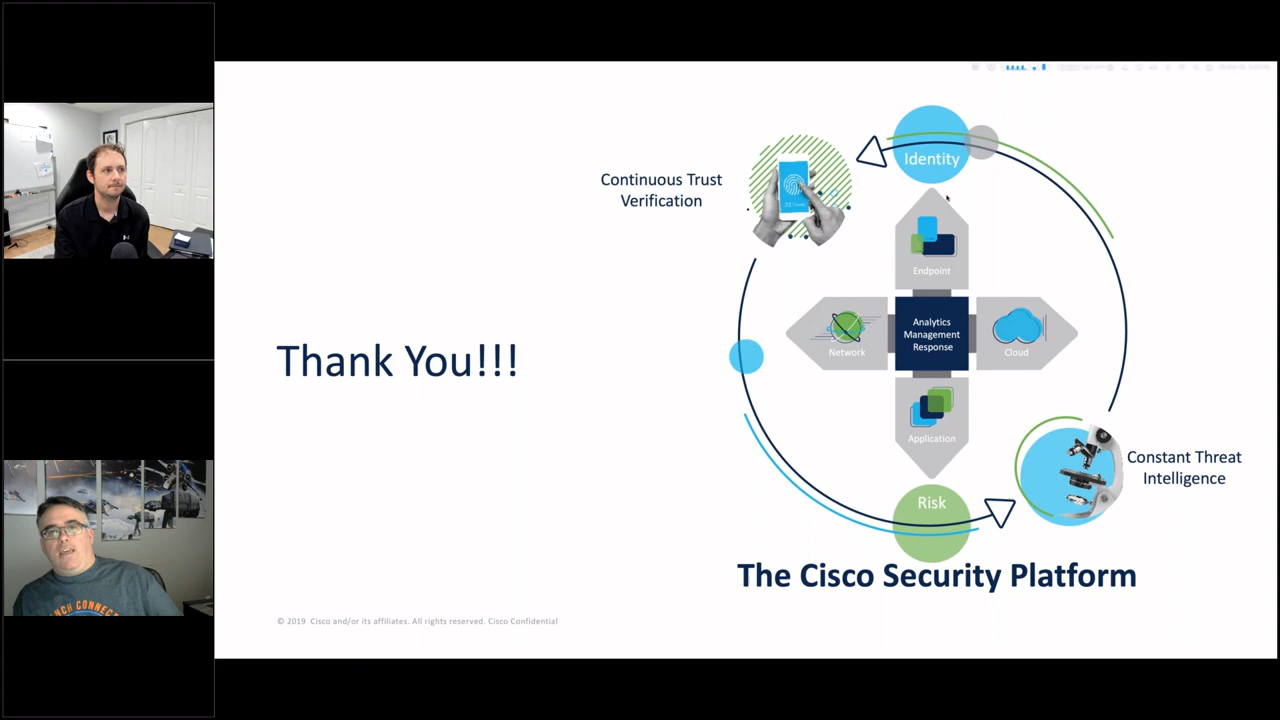 Continuous Trust
Verification
Identity
Endpoint
Network
Analytics
Management
Response
Cloud
Application
Thank You!!!
Constant Threat
Intelligence
Risk
The Cisco Security Platform
© 2019 Cisco and/or its affiliates. All rights reserved. Cisco Confidential